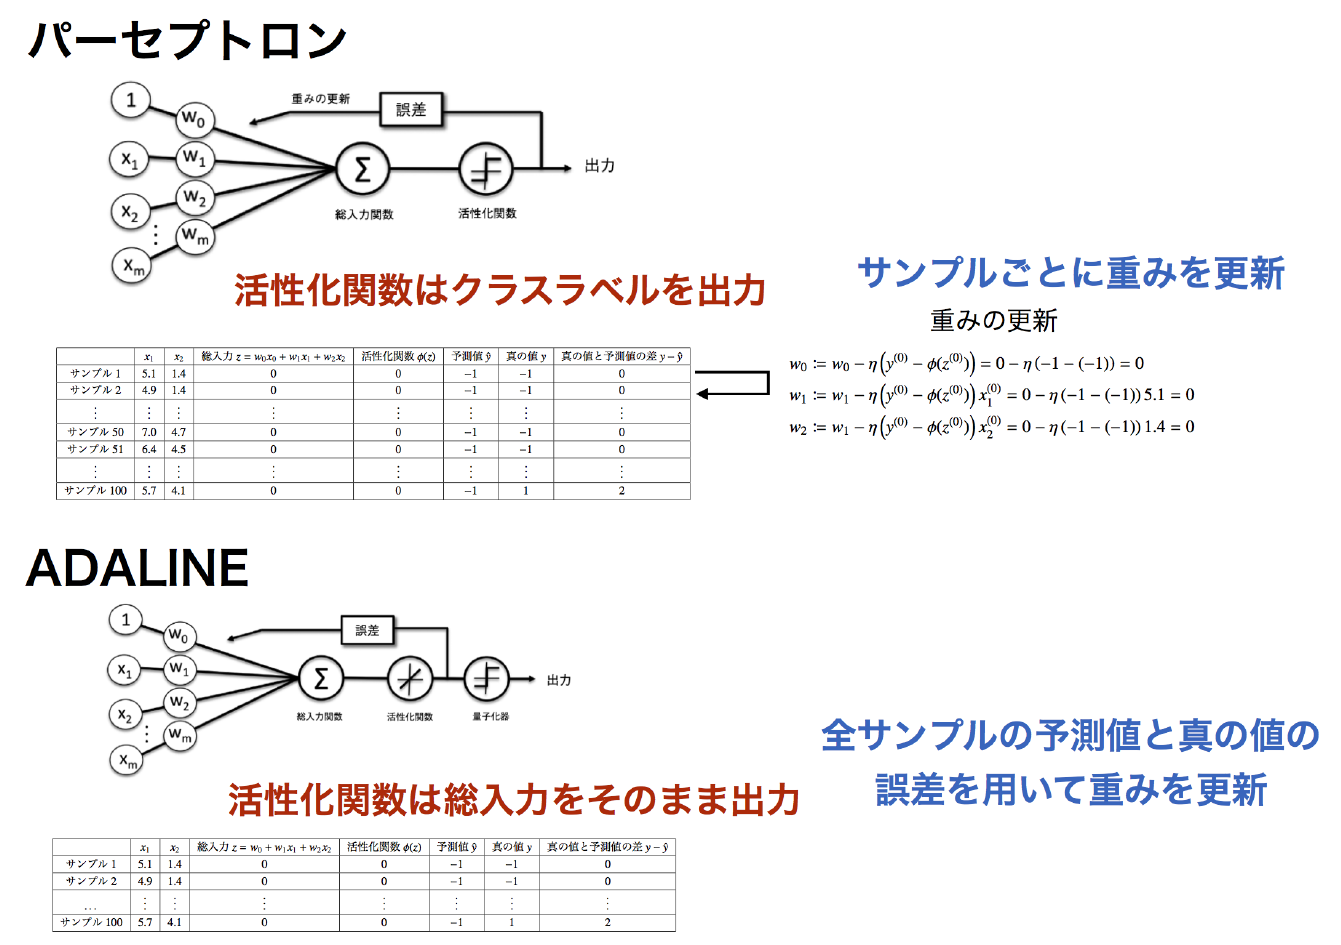 パーセプトロン
1
w0
重みの更新
誤差
x1
w1
Σ
出力
x2
w2
総入力関数
活性化関数
⋮
wm
xm
活性化関数はクラスラベルを出力
サンプルごとに重みを更新
重みの更新
x₁ x₂ 総入力 z = w₀x₀ + w₁x₁ + w₂x₂ 活性化関数 ϕ(z) 予測値 ŷ 真の値 y 真の値と予測値の差 y − ŷ
サンプル 1 5.1 1.4 0 0 −1 −1 0
サンプル 2 4.9 1.4 0 0 −1 −1 0
⋮ ⋮ ⋮ ⋮ ⋮ ⋮ ⋮ ⋮
サンプル 50 7.0 4.7 0 0 −1 −1 0
サンプル 51 6.4 4.5 0 0 −1 −1 0
⋮ ⋮ ⋮ ⋮ ⋮ ⋮ ⋮ ⋮
サンプル 100 5.7 4.1 0 0 −1 1 2
w₀ := w₀ − η(y⁽⁰⁾ − ϕ(z⁽⁰⁾)) = 0 − η(−1 − (−1)) = 0
w₁ := w₁ − η(y⁽⁰⁾ − ϕ(z⁽⁰⁾)) x₁⁽⁰⁾ = 0 − η(−1 − (−1)) 5.1 = 0
w₂ := w₁ − η(y⁽⁰⁾ − ϕ(z⁽⁰⁾)) x₂⁽⁰⁾ = 0 − η(−1 − (−1)) 1.4 = 0
ADALINE
1
w0
誤差
x1
w1
Σ
出力
x2
w2
総入力関数
活性化関数
量子化器
⋮
wm
xm
活性化関数は総入力をそのまま出力
全サンプルの予測値と真の値の
誤差を用いて重みを更新
x₁ x₂ 総入力 z = w₀ + w₁x₁ + w₂x₂ 活性化関数 ϕ(z) 予測値 ŷ 真の値 y 真の値と予測値の差 y − ŷ
サンプル 1 5.1 1.4 0 0 −1 −1 0
サンプル 2 4.9 1.4 0 0 −1 −1 0
… ⋮ ⋮ ⋮ ⋮ ⋮ ⋮ ⋮
サンプル 100 5.7 4.1 0 0 −1 1 2